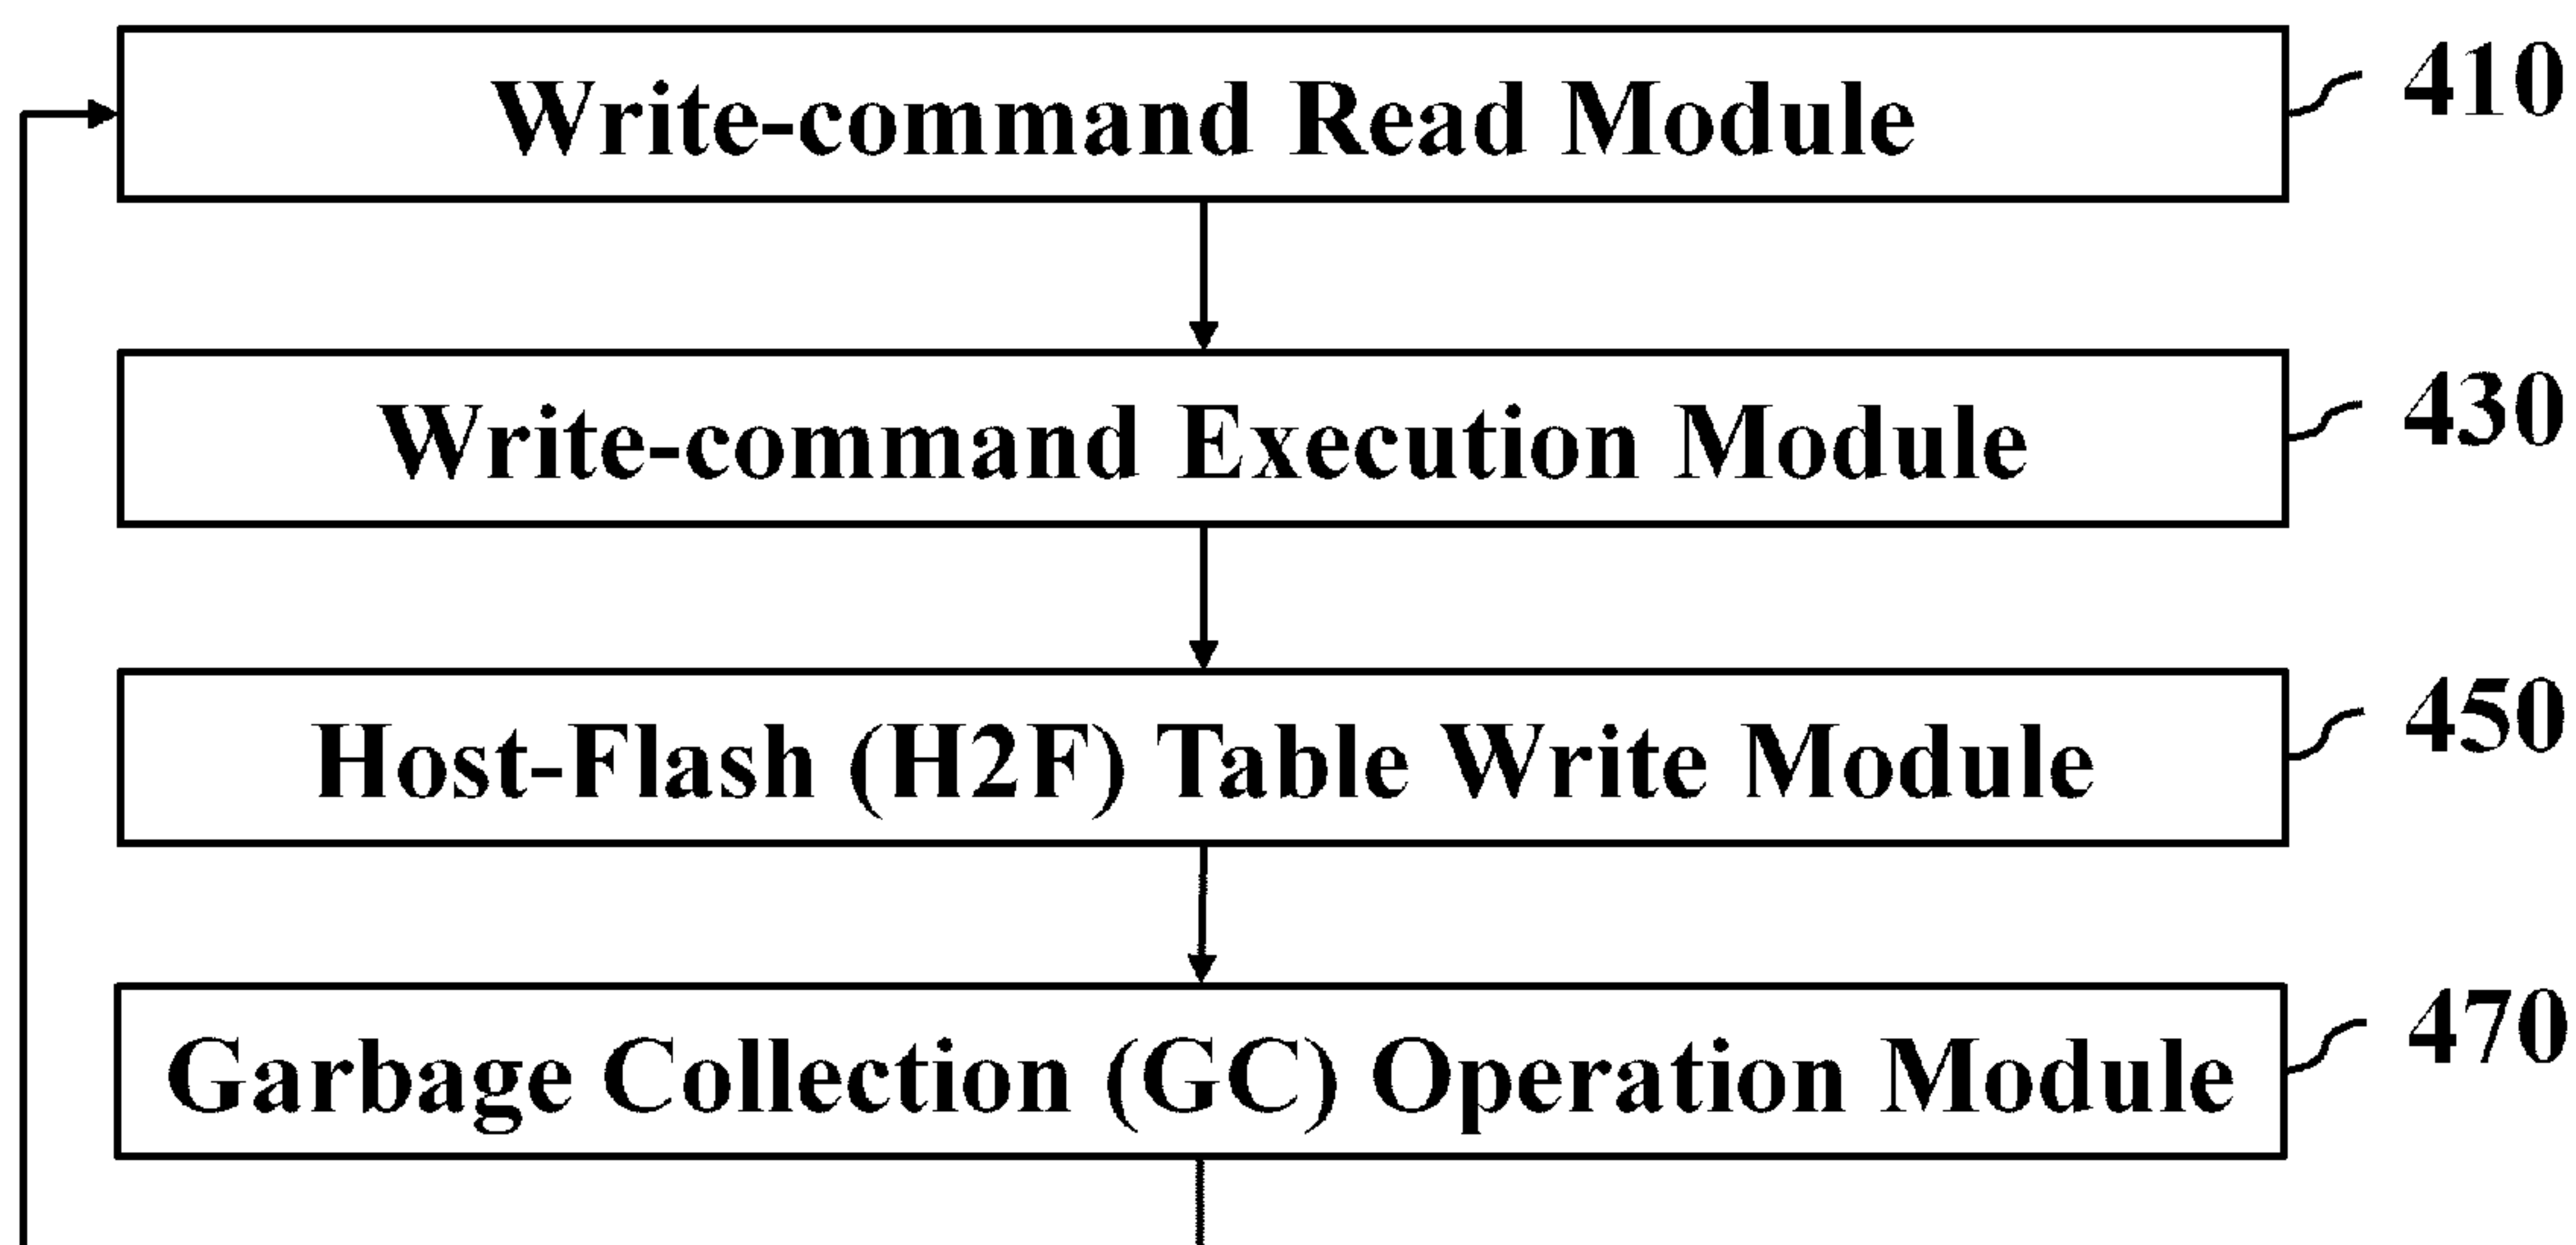 Write-command Read Module 410
Write-command Execution Module 430
Host-Flash (H2F) Table Write Module 450
Garbage Collection (GC) Operation Module 470